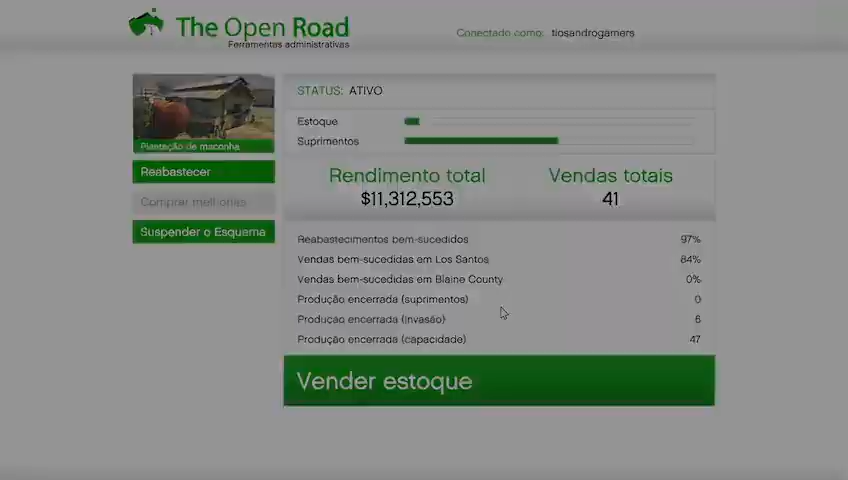 The Open Road
Ferramentas administrativas
Conectado como: tiosandrogamers
STATUS: ATIVO
Estoque
Suprimentos
Plantação de maconha
Reabastecer
Comprar melhorias
Suspender o Esquema
Rendimento total
$11,312,553
Vendas totais
41
Reabastecimentos bem-sucedidos 97%
Vendas bem-sucedidas em Los Santos 84%
Vendas bem-sucedidas em Blaine County 0%
Produção encerrada (suprimentos) 0
Produção encerrada (invasão) 6
Produção encerrada (capacidade) 47
Vender estoque